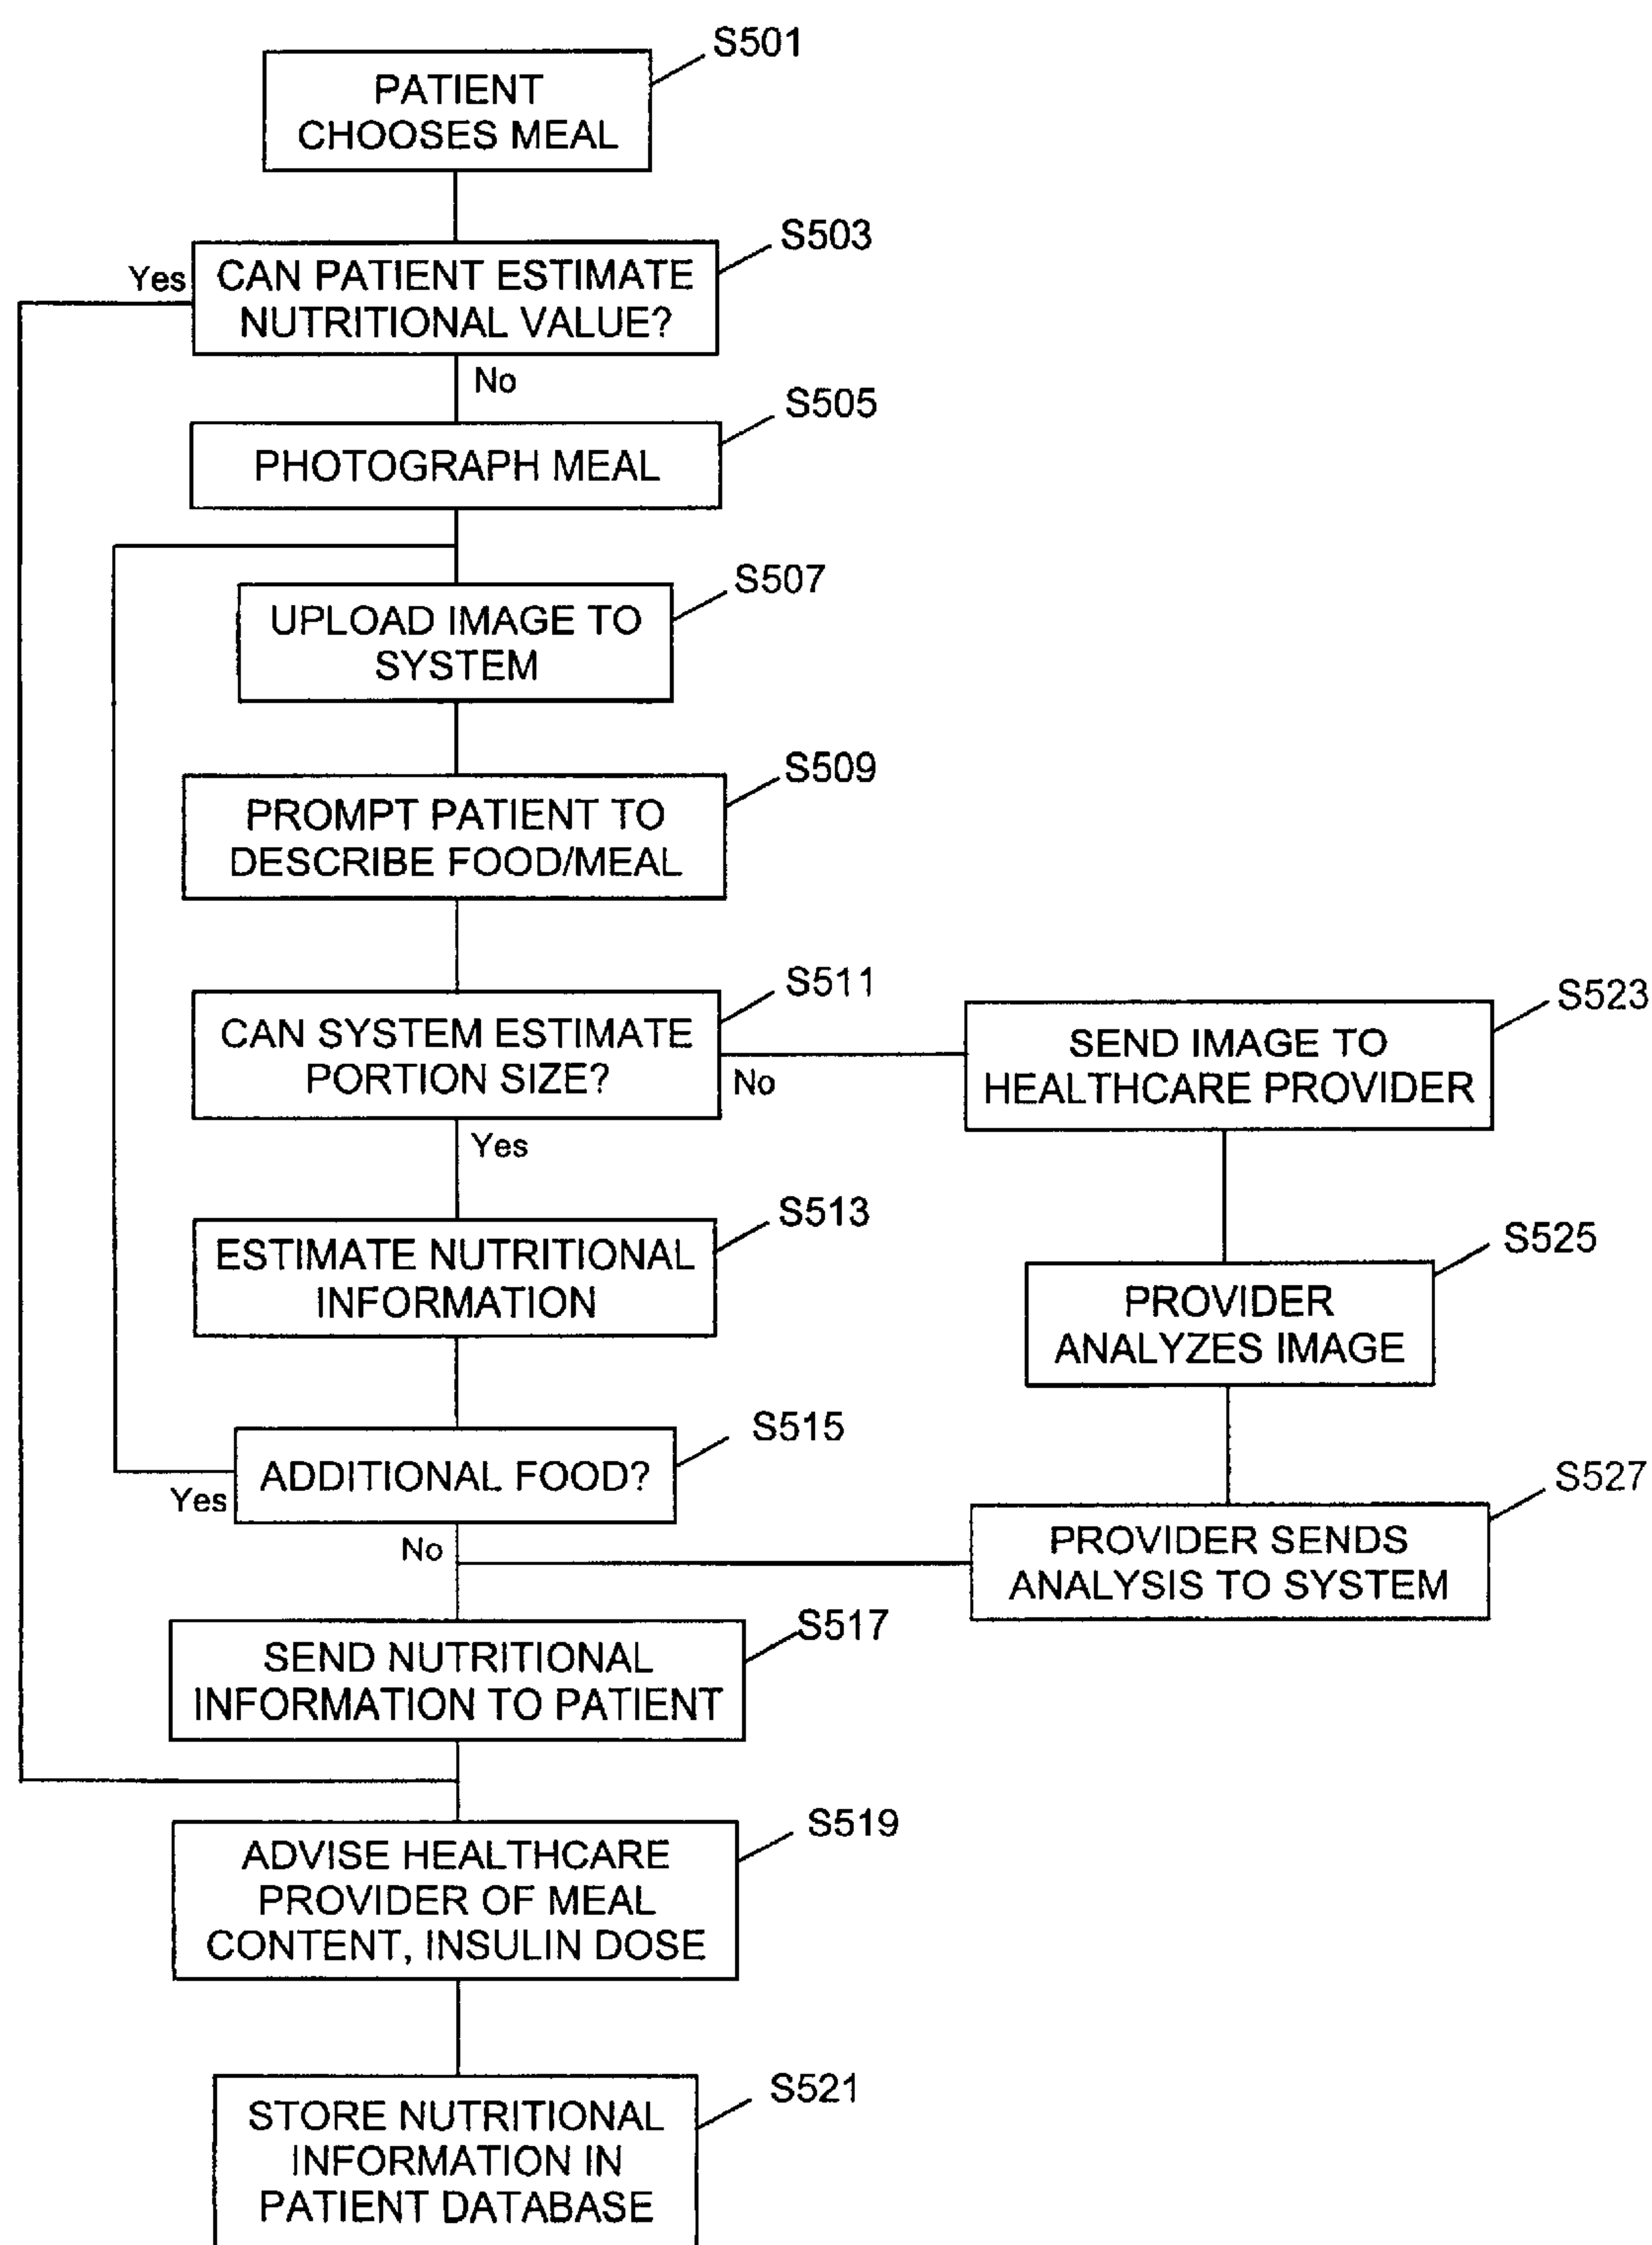 S501
PATIENT
CHOOSES MEAL
S503
Yes
CAN PATIENT ESTIMATE
NUTRITIONAL VALUE?
No
S505
PHOTOGRAPH MEAL
S507
UPLOAD IMAGE TO
SYSTEM
S509
PROMPT PATIENT TO
DESCRIBE FOOD/MEAL
S511
CAN SYSTEM ESTIMATE
PORTION SIZE?
No
Yes
S523
SEND IMAGE TO
HEALTHCARE PROVIDER
S513
ESTIMATE NUTRITIONAL
INFORMATION
S525
PROVIDER
ANALYZES IMAGE
S515
ADDITIONAL FOOD?
Yes
No
S527
PROVIDER SENDS
ANALYSIS TO SYSTEM
S517
SEND NUTRITIONAL
INFORMATION TO PATIENT
S519
ADVISE HEALTHCARE
PROVIDER OF MEAL
CONTENT, INSULIN DOSE
S521
STORE NUTRITIONAL
INFORMATION IN
PATIENT DATABASE